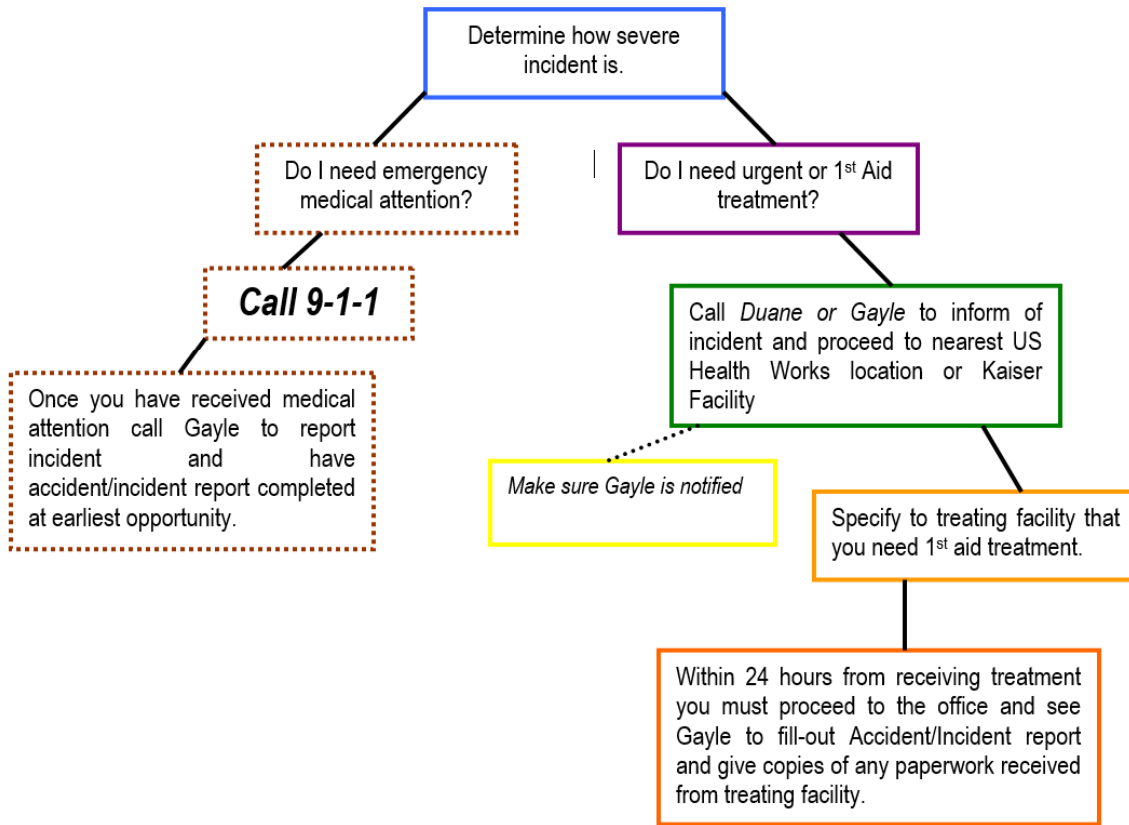 Determine how severe
incident is.
Do I need emergency
medical attention?
Do I need urgent or 1st Aid
treatment?
Call 9-1-1
Call Duane or Gayle to inform of
incident and proceed to nearest US
Health Works location or Kaiser
Facility
Once you have received medical
attention call Gayle to report
incident and have
accident/incident report completed
at earliest opportunity.
Make sure Gayle is notified
Specify to treating facility that
you need 1st aid treatment.
Within 24 hours from receiving treatment
you must proceed to the office and see
Gayle to fill-out Accident/Incident report
and give copies of any paperwork received
from treating facility.